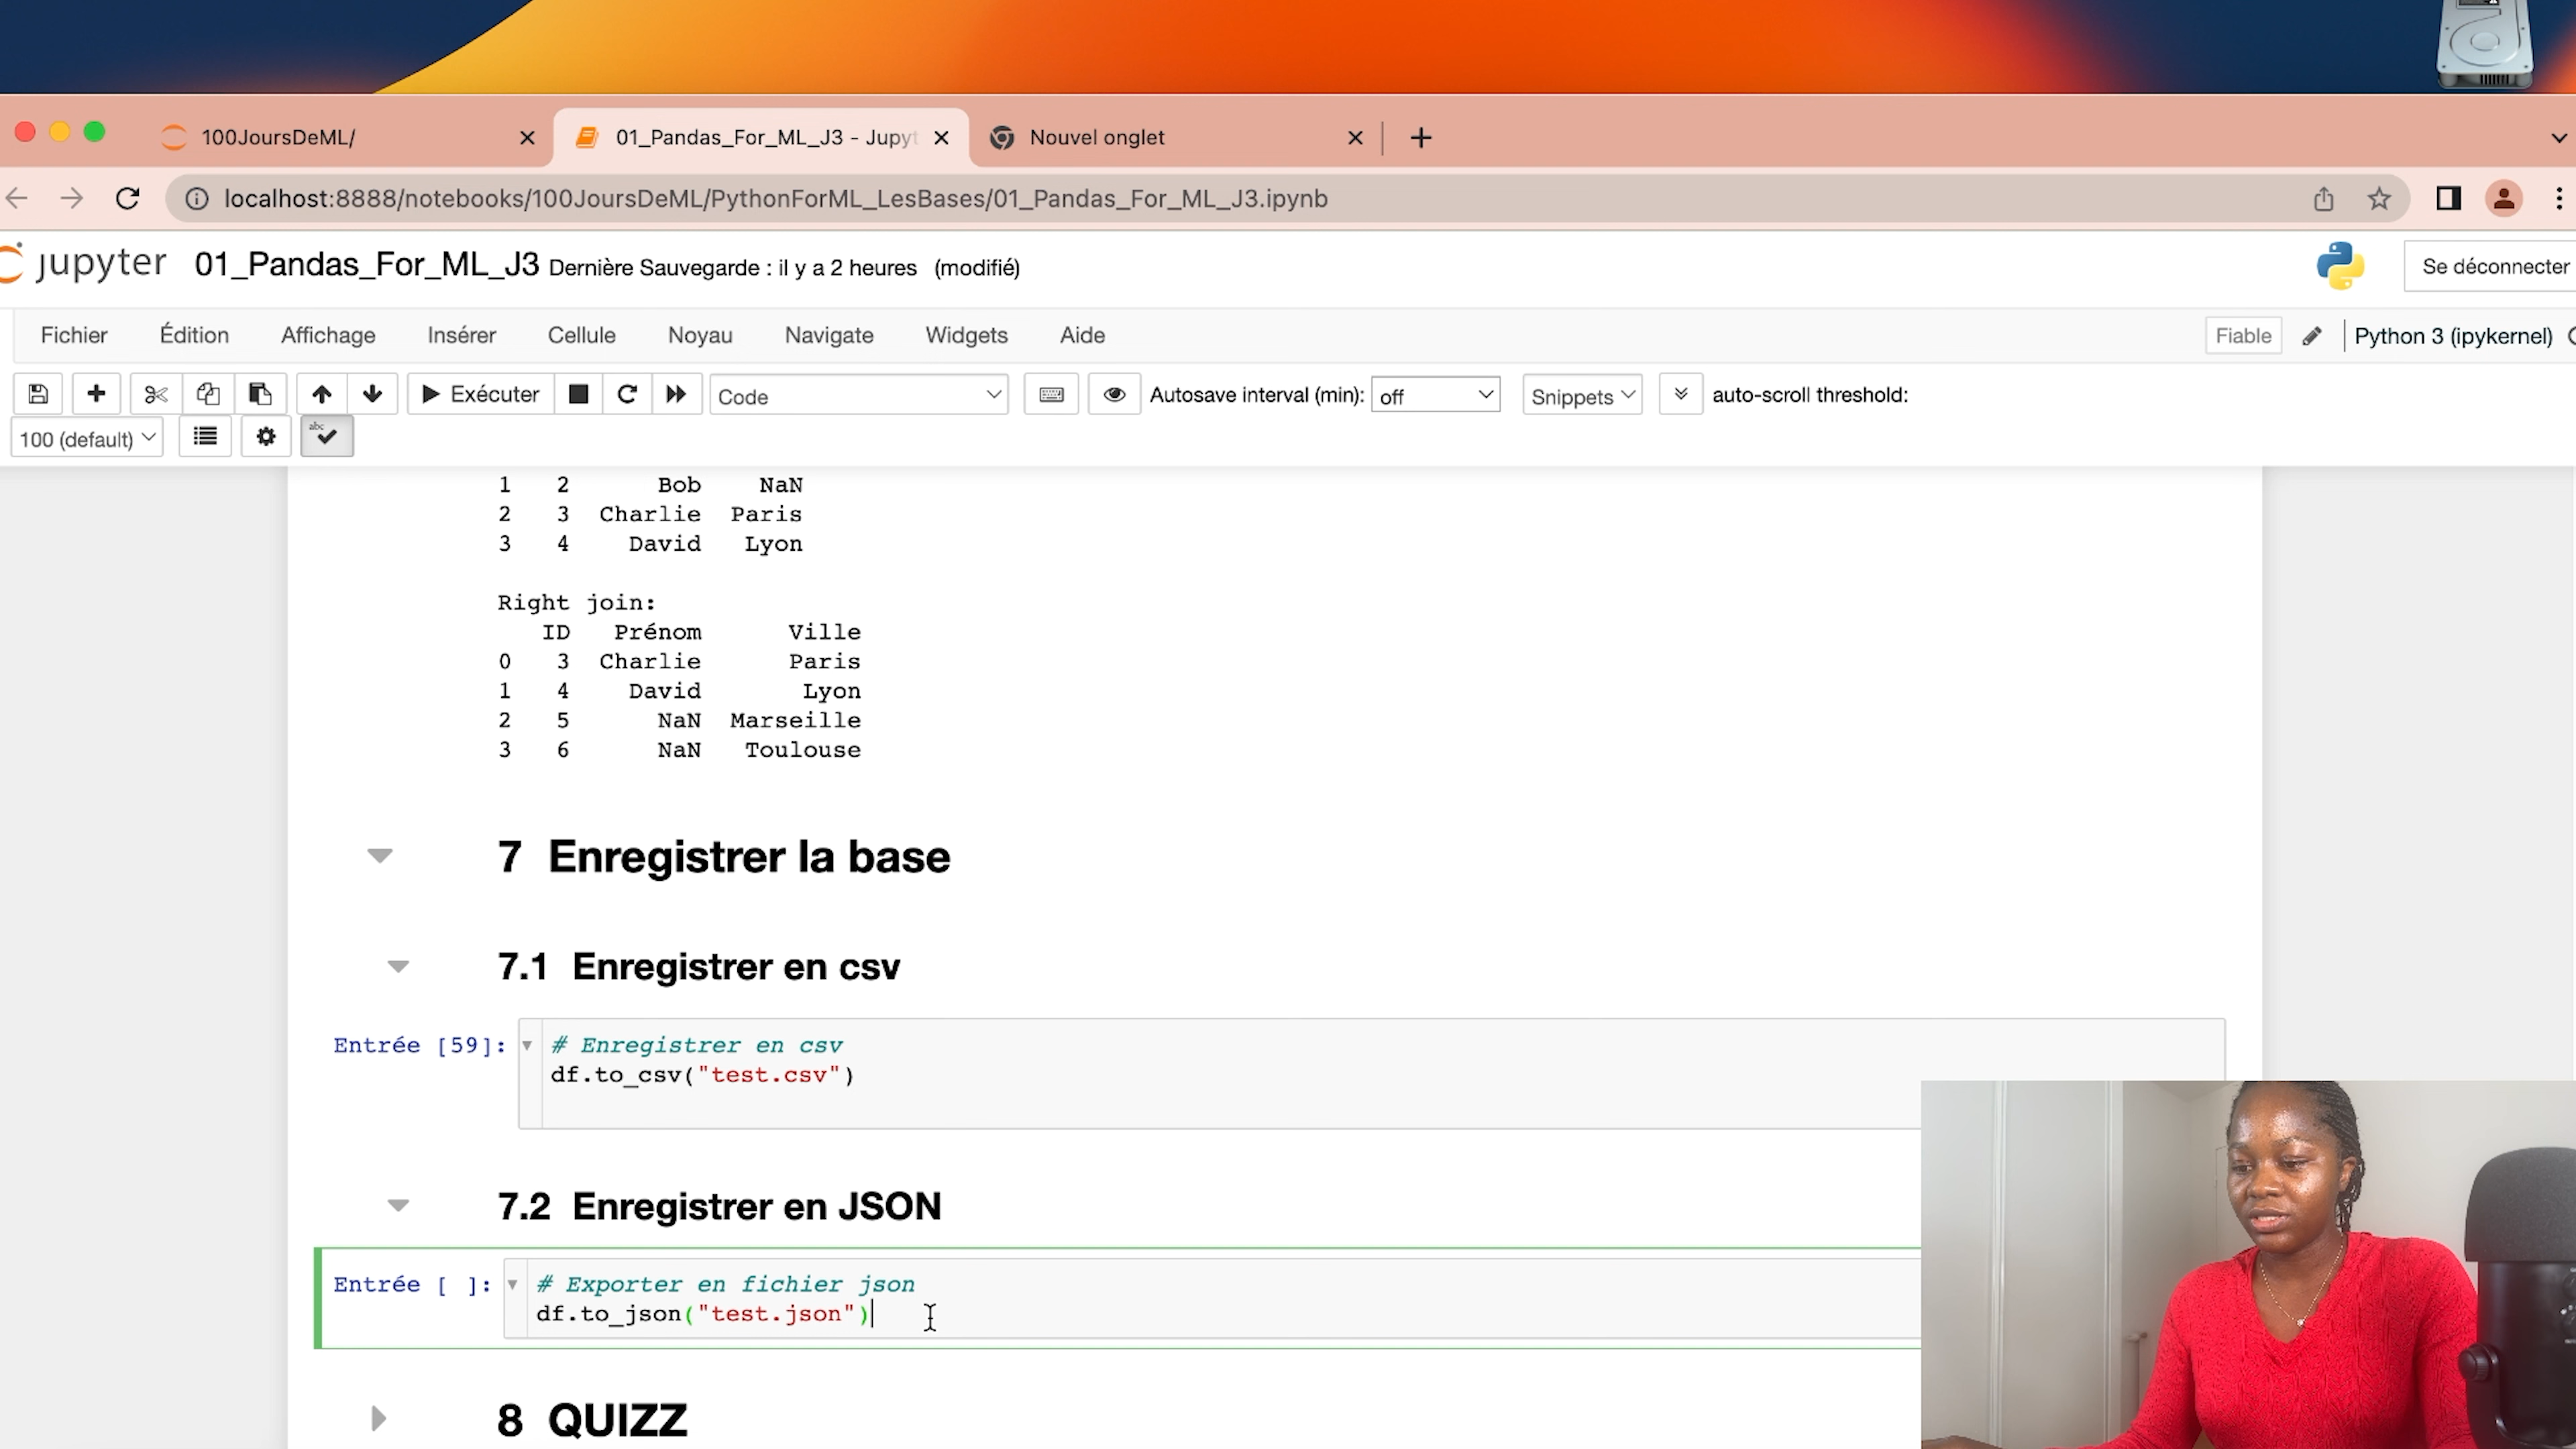 100JoursDeML/
01_Pandas_For_ML_J3 - Jupyt
Nouvel onglet
localhost:8888/notebooks/100JoursDeML/PythonForML_LesBases/01_Pandas_For_ML_J3.ipynb
jupyter 01_Pandas_For_ML_J3 Dernière Sauvegarde : il y a 2 heures (modifié)
Se déconnecter
Fichier Édition Affichage Insérer Cellule Noyau Navigate Widgets Aide
Fiable Python 3 (ipykernel)
Exécuter Code Autosave interval (min): off Snippets auto-scroll threshold:
100 (default) abc
1 2 Bob NaN
2 3 Charlie Paris
3 4 David Lyon
Right join:
ID Prénom Ville
0 3 Charlie Paris
1 4 David Lyon
2 5 NaN Marseille
3 6 NaN Toulouse
7 Enregistrer la base
7.1 Enregistrer en csv
Entrée [59]: # Enregistrer en csv
df.to_csv("test.csv")
7.2 Enregistrer en JSON
Entrée [ ]: # Exporter en fichier json
df.to_json("test.json")
8 QUIZZ